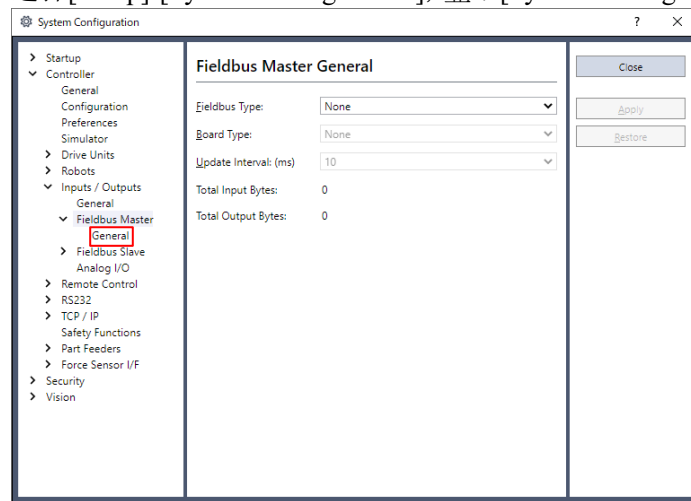 System Configuration
? ×
Startup
Controller
General
Configuration
Preferences
Simulator
Drive Units
Robots
Inputs / Outputs
General
Fieldbus Master
General
Fieldbus Slave
Analog I/O
Remote Control
RS232
TCP / IP
Safety Functions
Part Feeders
Force Sensor I/F
Security
Vision
Fieldbus Master General
Fieldbus Type: None
Board Type: None
Update Interval: (ms) 10
Total Input Bytes: 0
Total Output Bytes: 0
Close
Apply
Restore